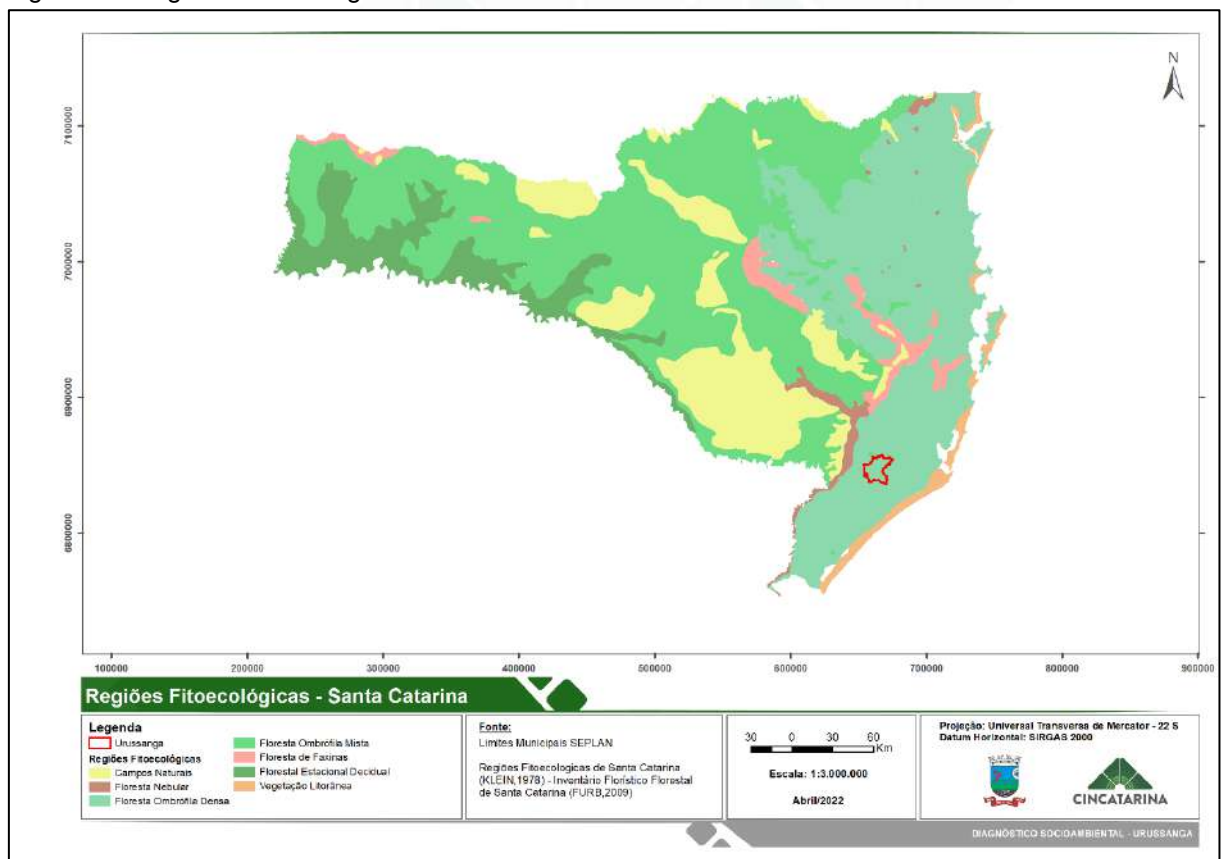 N
7100000
7000000
6900000
6800000
100000 200000 300000 400000 500000 600000 700000 800000 900000
Regiões Fitoecológicas - Santa Catarina
Legenda
Urussanga
Regiões Fitoecológicas
Campos Naturais
Floresta Nebular
Floresta Ombrófila Densa
Floresta Ombrófila Mista
Floresta de Faxinas
Florestal Estacional Decidual
Vegetação Litorânea
Fonte:
Limites Municipais SEPLAN
Regiões Fitoecologicas de Santa Catarina
(KLEIN,1978) - Inventário Florístico Florestal
de Santa Catarina (FURB,2009)
30 0 30 60
Km
Escala: 1:3.000.000
Abril/2022
Projeção: Universal Transversa de Mercator - 22 S
Datum Horizontal: SIRGAS 2000
CINCATARINA
DIAGNÓSTICO SOCIOAMBIENTAL - URUSSANGA